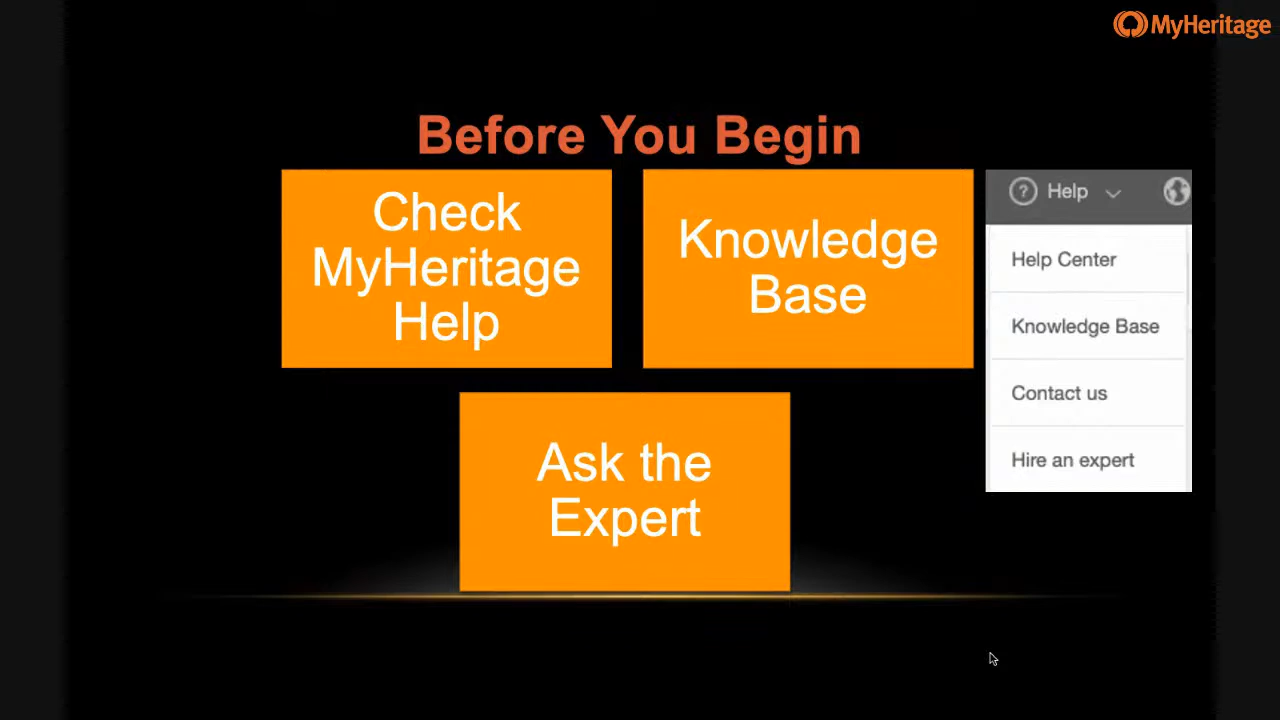 MyHeritage
Before You Begin
Check
MyHeritage
Help
Knowledge
Base
Ask the
Expert
? Help
Help Center
Knowledge Base
Contact us
Hire an expert